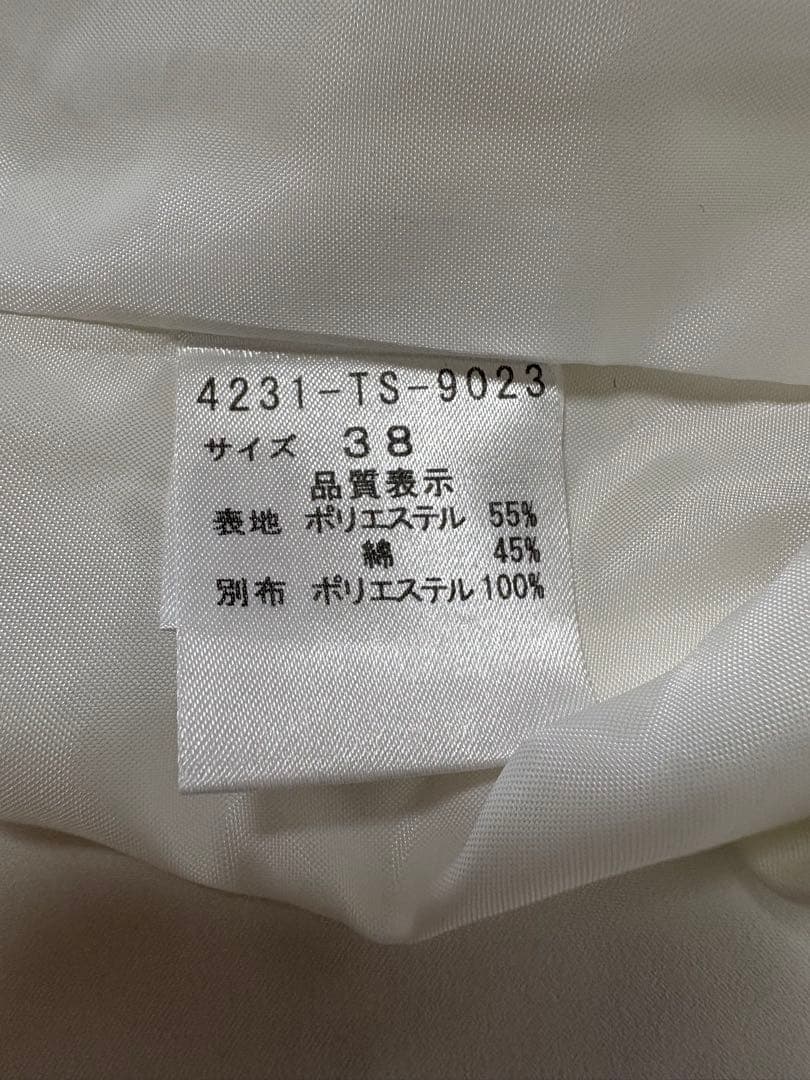 4231-TS-9023
サイズ 38
品質表示
表地 ポリエステル 55%
綿 45%
別布 ポリエステル 100%